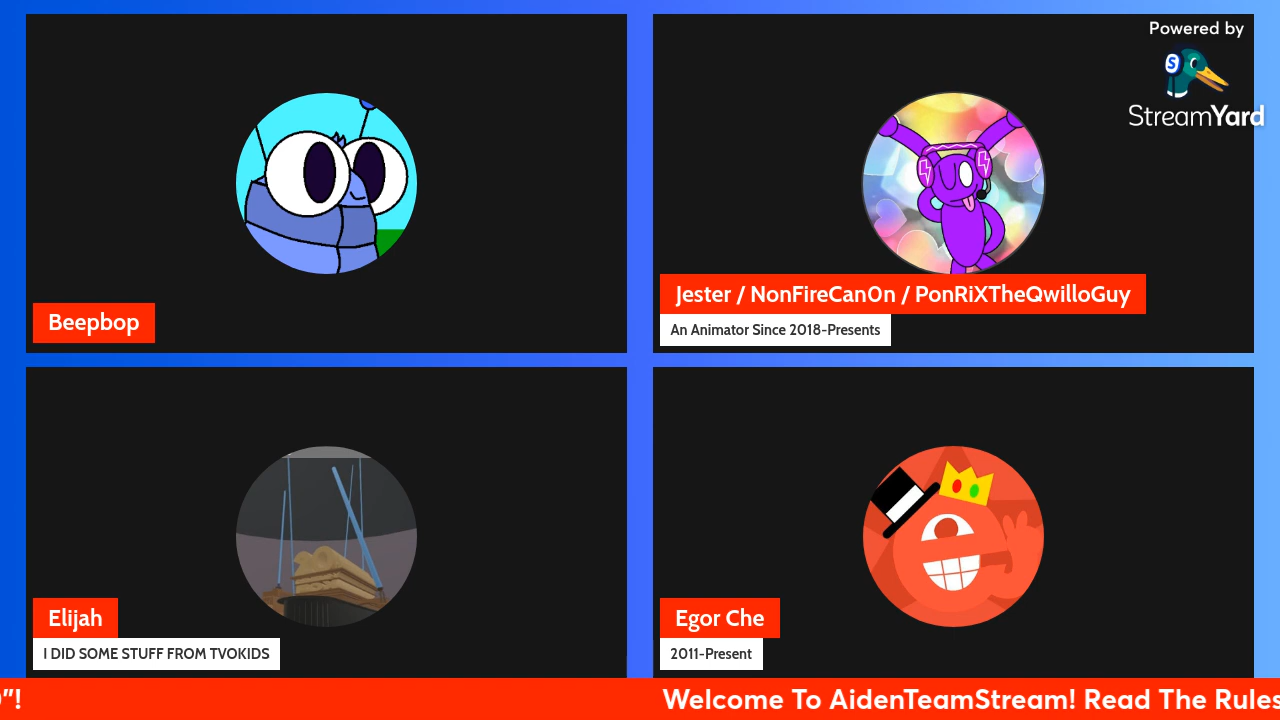 Powered by
S
StreamYard
Beepbop
Jester / NonFireCan0n / PonRiXTheQwilloGuy
An Animator Since 2018-Presents
Elijah
I DID SOME STUFF FROM TVOKIDS
Egor Che
2011-Present
"! Welcome To AidenTeamStream! Read The Rules